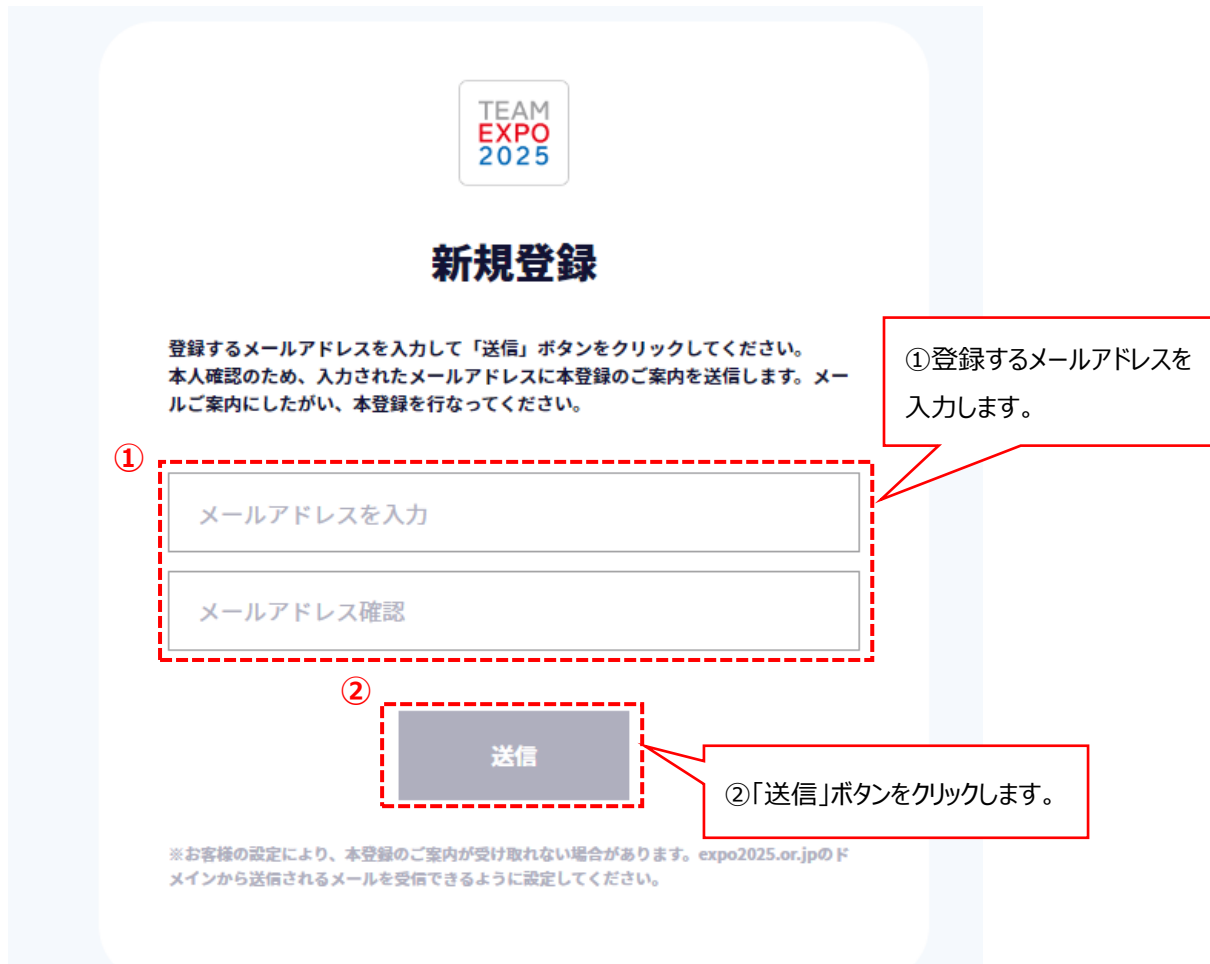 TEAM
EXPO
2025
新規登録
登録するメールアドレスを入力して「送信」ボタンをクリックしてください。
本人確認のため、入力されたメールアドレスに本登録のご案内を送信します。メー
ルご案内にしたがい、本登録を行なってください。
①登録するメールアドレスを
入力します。
①
メールアドレスを入力
メールアドレス確認
②
送信
②「送信」ボタンをクリックします。
※お客様の設定により、本登録のご案内が受け取れない場合があります。expo2025.or.jpのド
メインから送信されるメールを受信できるように設定してください。